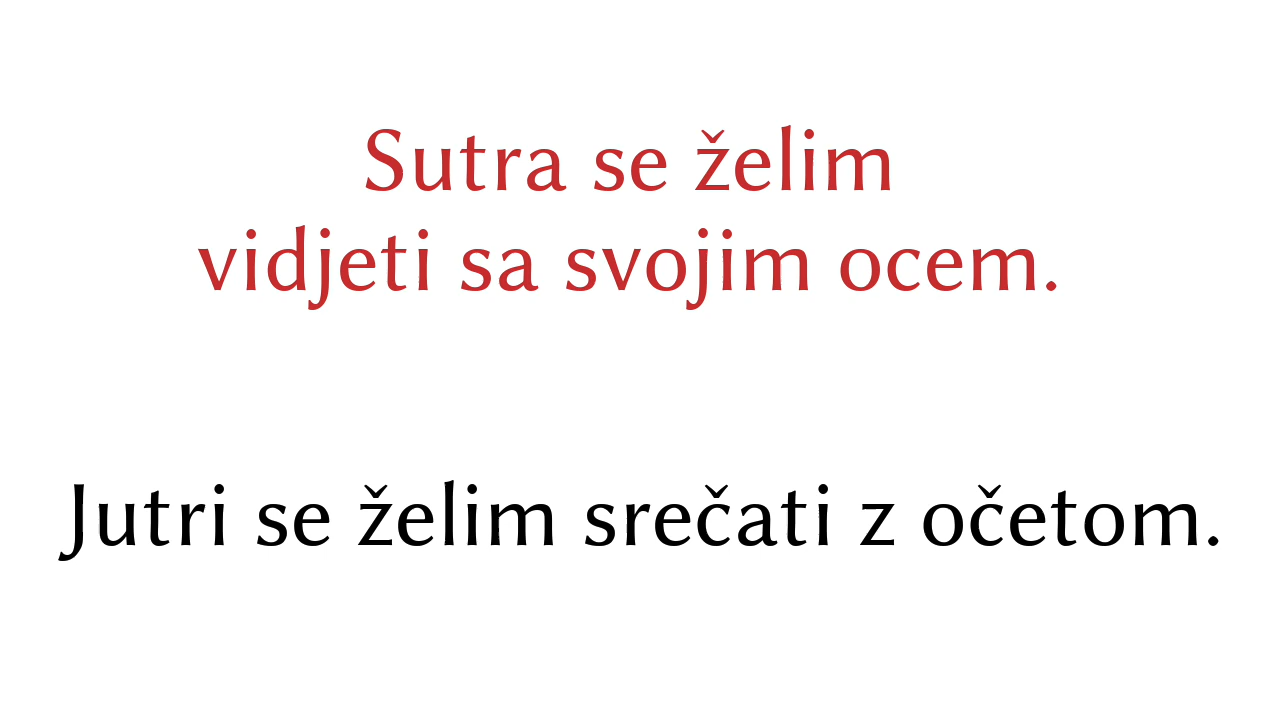 Sutra se želim
vidjeti sa svojim ocem.
Jutri se želim srečati z očetom.